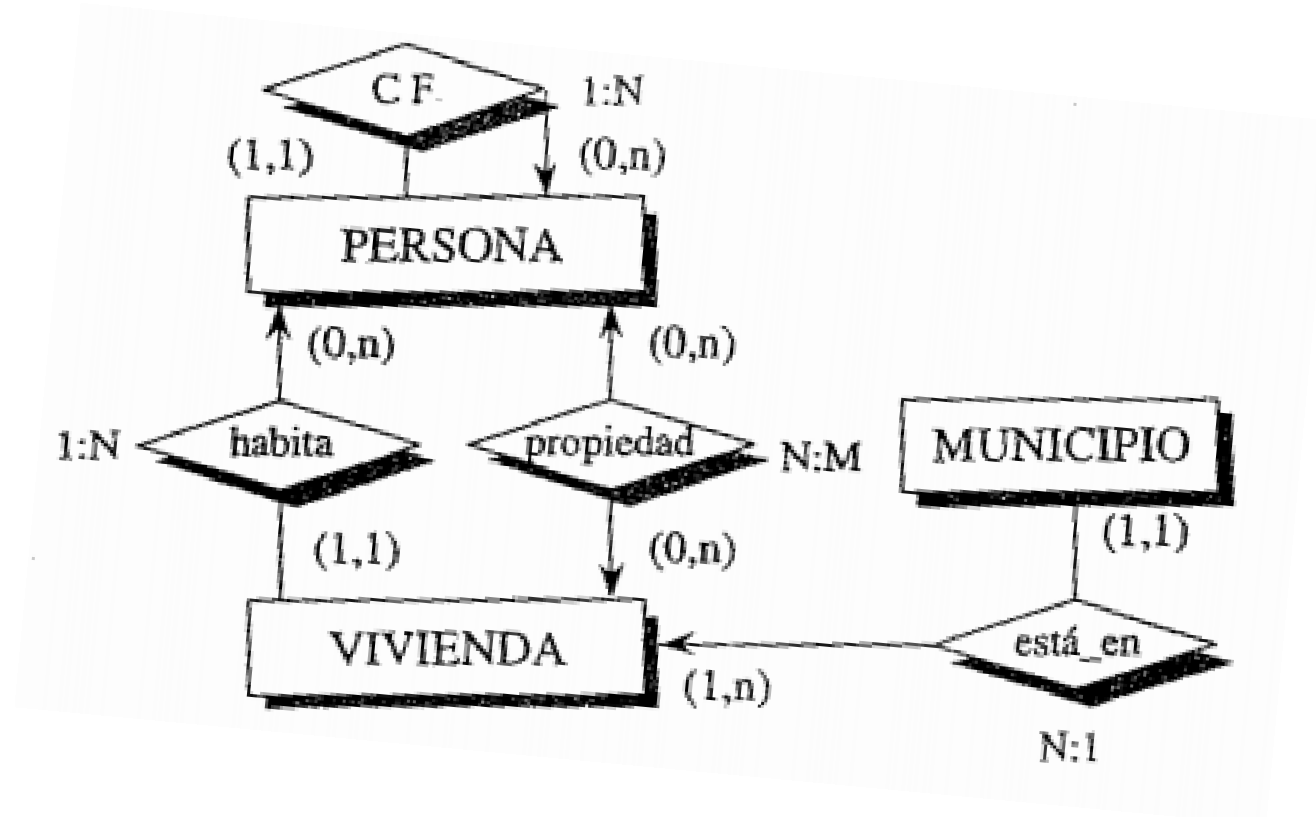 C F
1:N
(1,1)
(0,n)
PERSONA
(0,n)
(0,n)
1:N
habita
propiedad
N:M
MUNICIPIO
(1,1)
(1,1)
(0,n)
VIVIENDA
está_en
(1,n)
N:1